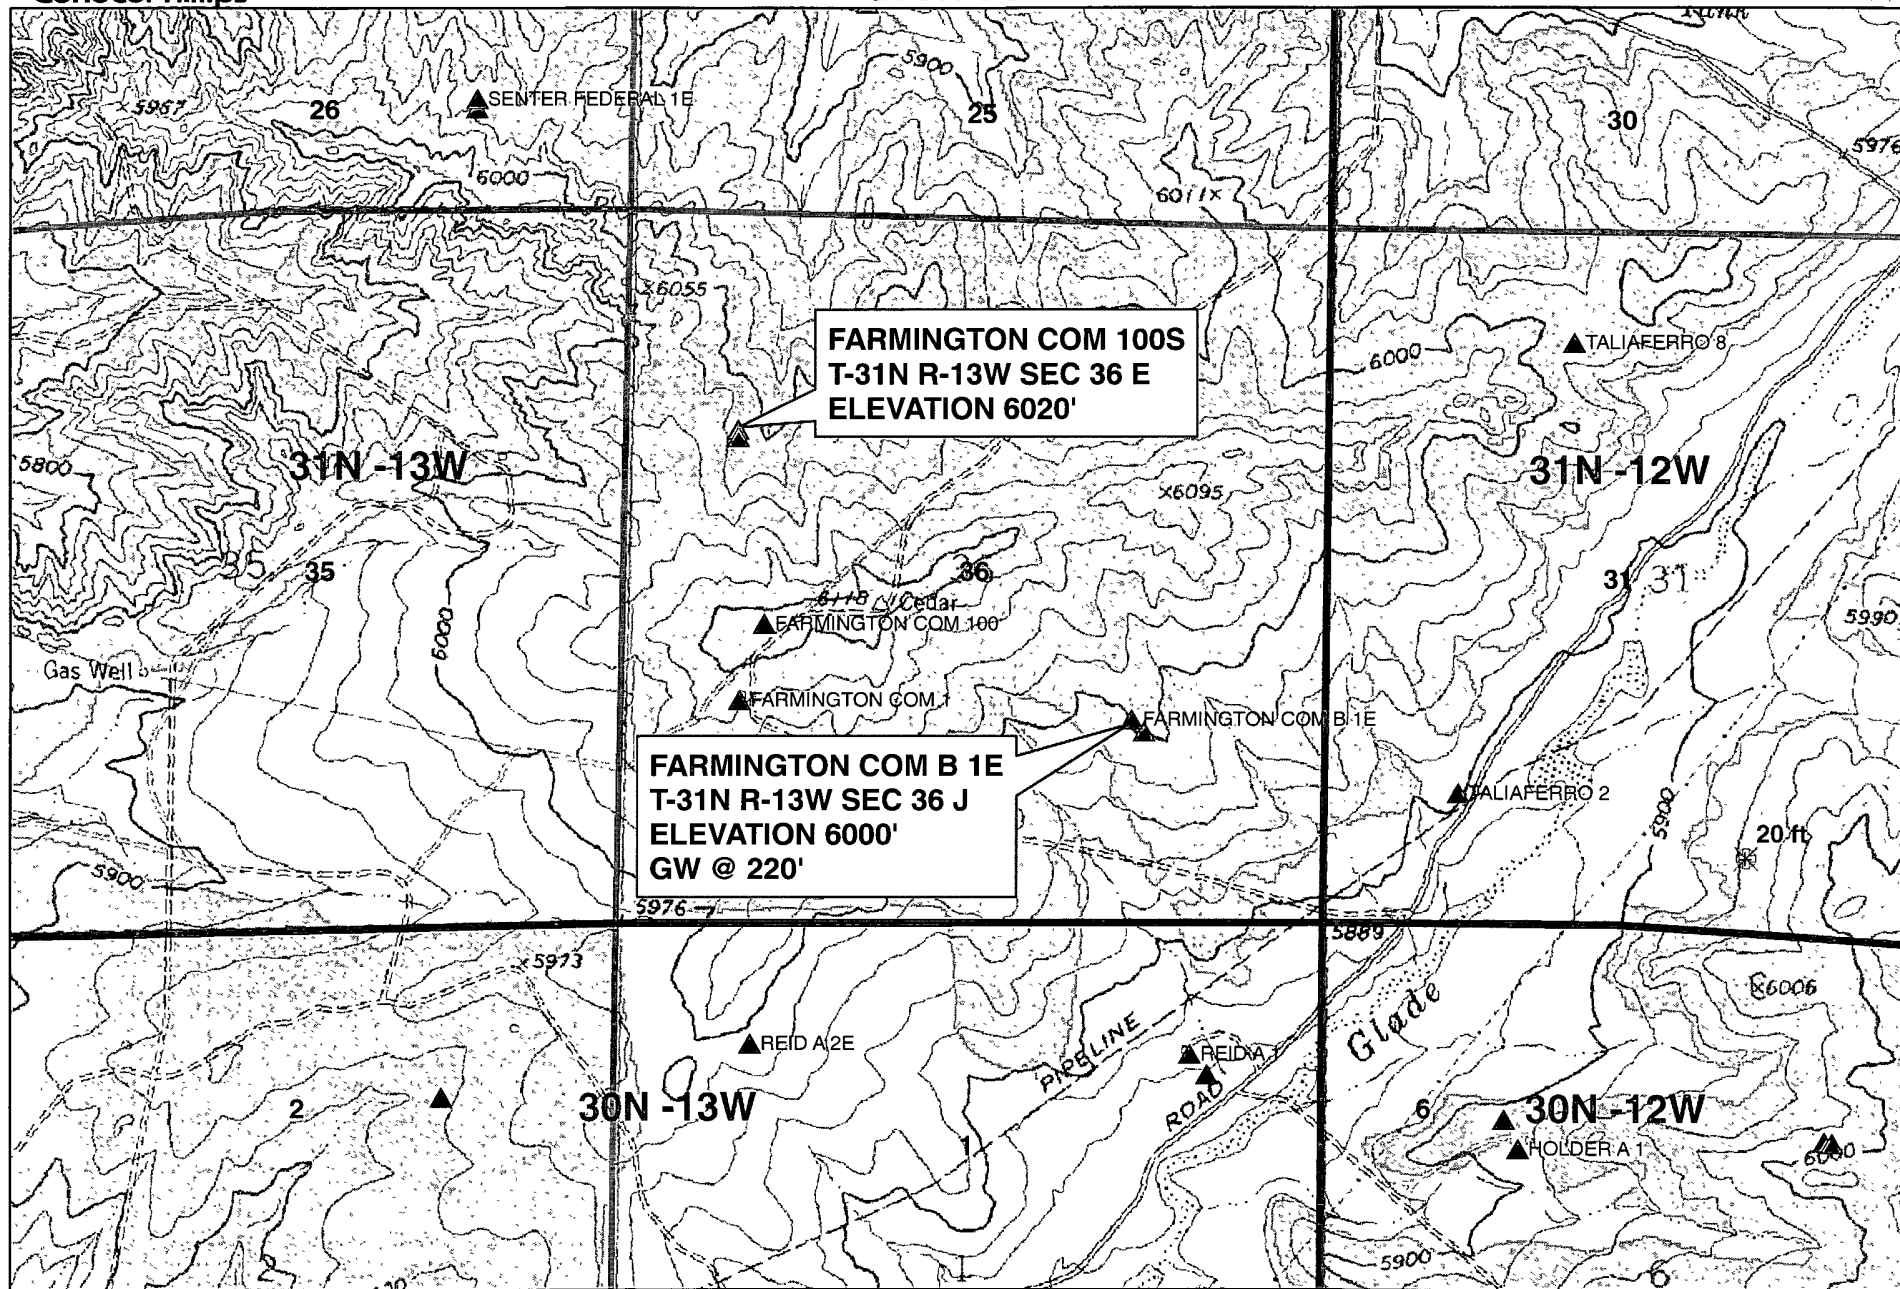 5900
5967
26
SENTER FEDERAL 1E
25
30
5976
6000
6011×
×6055
FARMINGTON COM 100S
T-31N R-13W SEC 36 E
ELEVATION 6020'
6000
TALIAFERRO 8
5800
31N -13W
×6095
31N -12W
35
35
36
31
31
6118
Cedar
FARMINGTON COM 100
5990
6000
Gas Well
FARMINGTON COM 1
FARMINGTON COM B 1E
FARMINGTON COM B 1E
T-31N R-13W SEC 36 J
ELEVATION 6000'
GW @ 220'
TALIAFERRO 2
5900
20 ft
5900
5976
5889
×5973
×6006
Glade
REID A 2E
PIPELINE
REID A 1
ROAD
2
30N -13W
6
30N -12W
1
HOLDER A 1
6000
5900
2
1
6